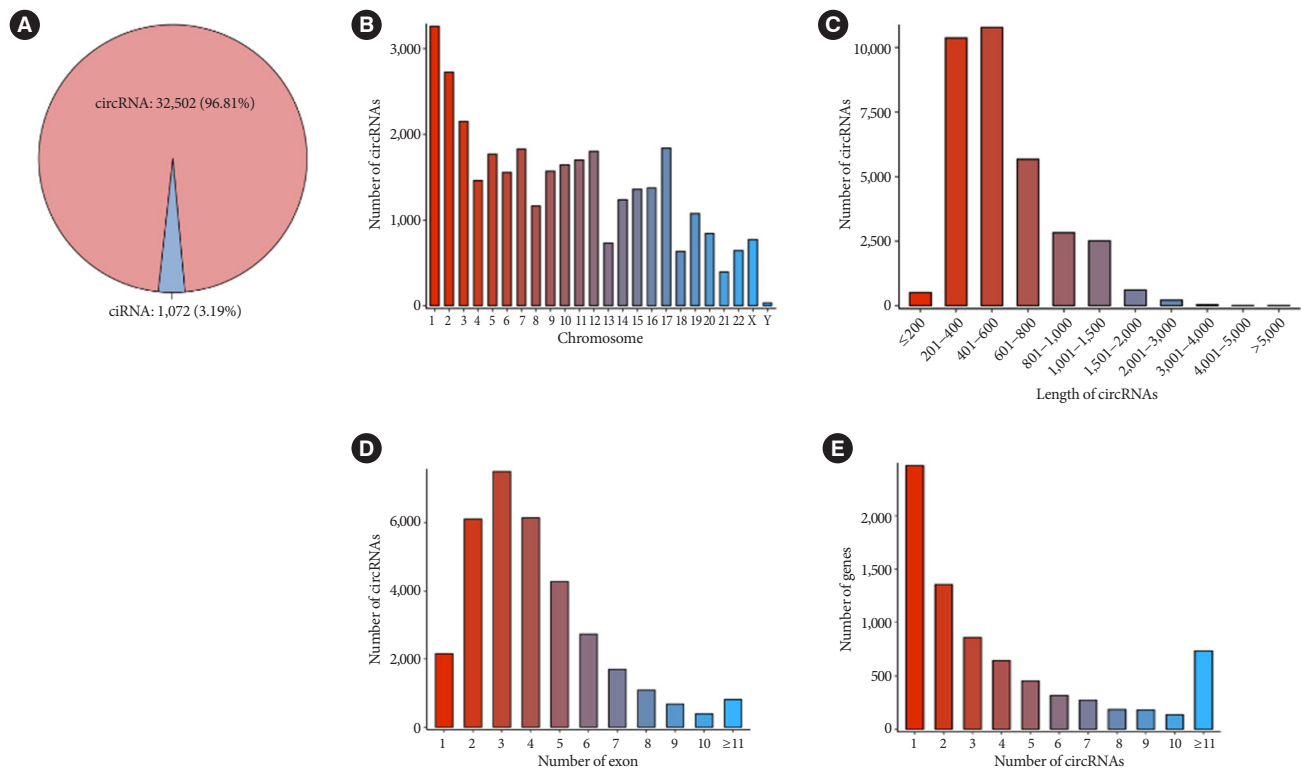 A
circRNA: 32,502 (96.81%)
ciRNA: 1,072 (3.19%)
B
Number of circRNAs
3,000
2,000
1,000
0
1 2 3 4 5 6 7 8 9 10 11 12 13 14 15 16 17 18 19 20 21 22 X Y
Chromosome
C
Number of circRNAs
10,000
7,500
5,000
2,500
0
≤200 201–400 401–600 601–800 801–1,000 1,001–1,500 1,501–2,000 2,001–3,000 3,001–4,000 4,001–5,000 >5,000
Length of circRNAs
D
Number of circRNAs
6,000
4,000
2,000
0
1 2 3 4 5 6 7 8 9 10 ≥11
Number of exon
E
Number of genes
2,000
1,500
1,000
500
0
1 2 3 4 5 6 7 8 9 10 ≥11
Number of circRNAs